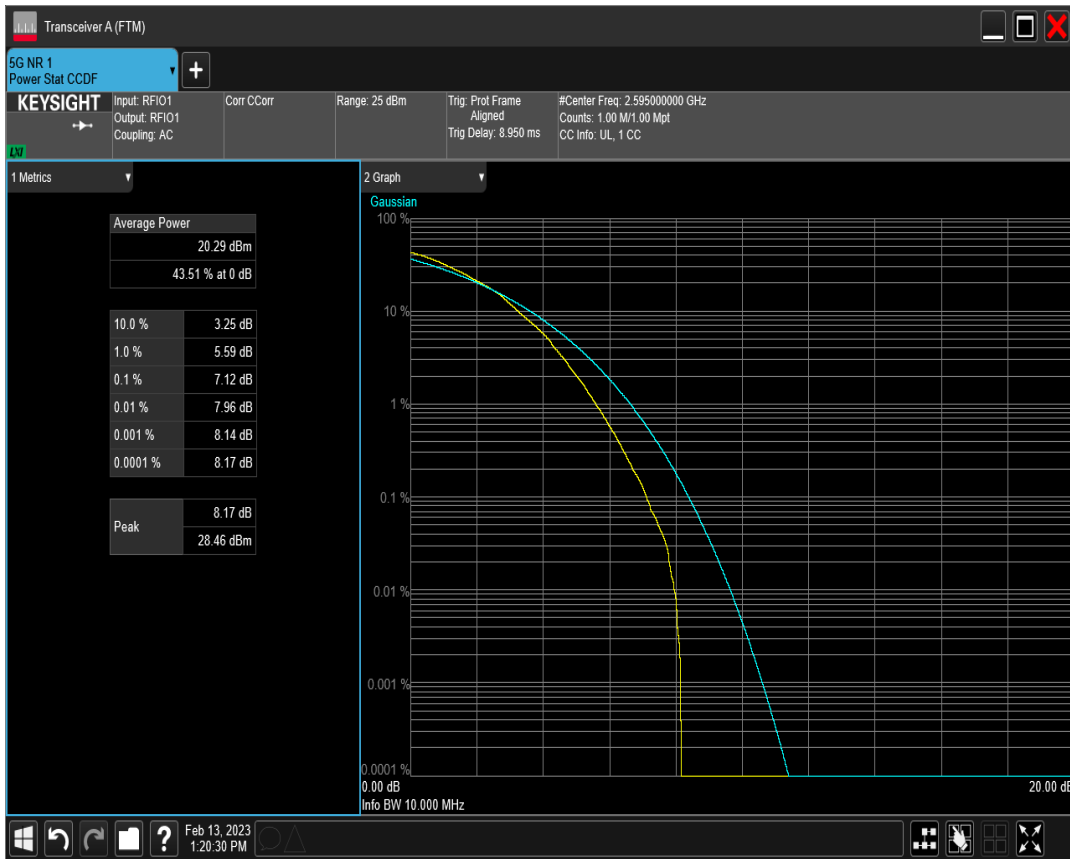 Transceiver A (FTM)
5G NR 1
Power Stat CCDF
+
KEYSIGHT
LXI
Input: RFIO1
Output: RFIO1
Coupling: AC
Corr CCorr
Range: 25 dBm
Trig: Prot Frame
Aligned
Trig Delay: 8.950 ms
#Center Freq: 2.595000000 GHz
Counts: 1.00 M/1.00 Mpt
CC Info: UL, 1 CC
1 Metrics
Average Power
20.29 dBm
43.51 % at 0 dB
10.0 % 3.25 dB
1.0 % 5.59 dB
0.1 % 7.12 dB
0.01 % 7.96 dB
0.001 % 8.14 dB
0.0001 % 8.17 dB
Peak
8.17 dB
28.46 dBm
2 Graph
Gaussian
100 %
10 %
1 %
0.1 %
0.01 %
0.001 %
0.0001 %
0.00 dB
20.00 dB
Info BW 10.000 MHz
?
Feb 13, 2023
1:20:30 PM